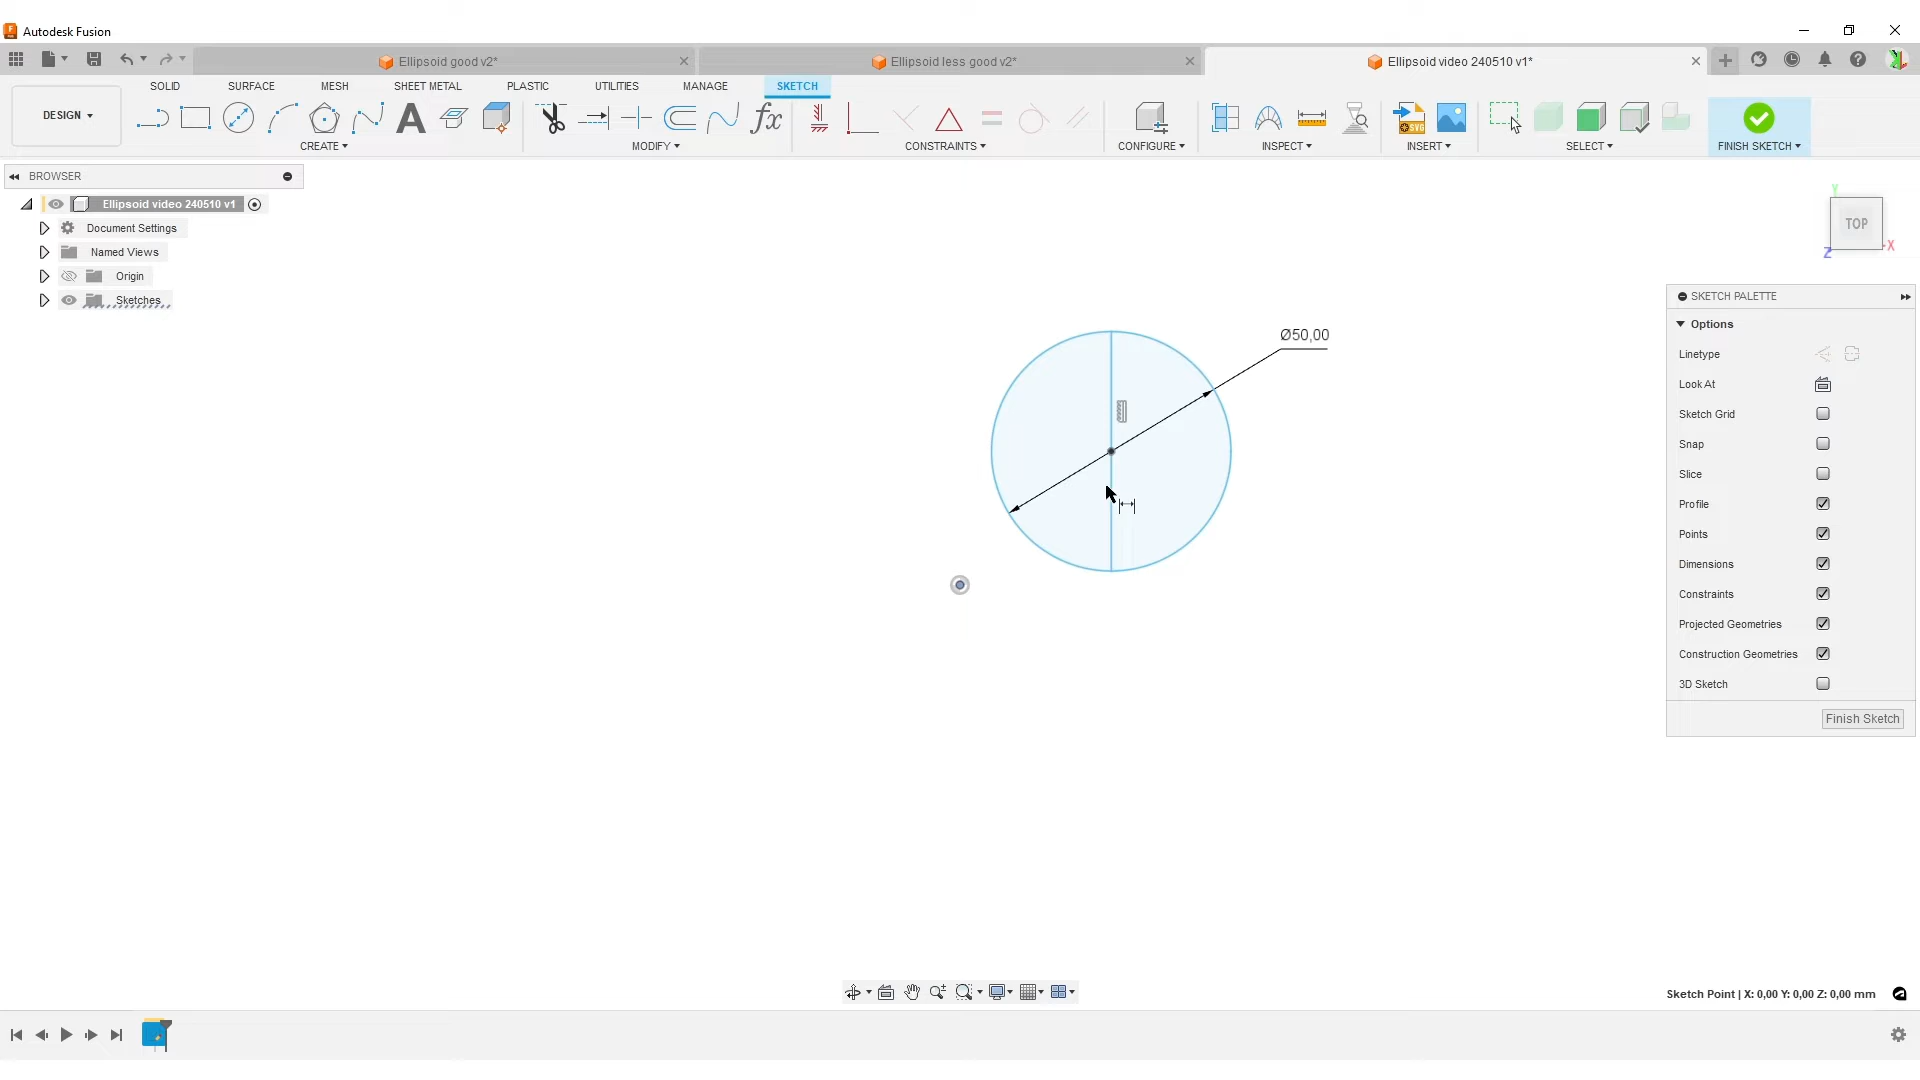 Autodesk Fusion
Ellipsoid good v2*
Ellipsoid less good v2*
Ellipsoid video 240510 v1*
SOLID SURFACE MESH SHEET METAL PLASTIC UTILITIES MANAGE SKETCH
DESIGN
CREATE MODIFY CONSTRAINTS CONFIGURE INSPECT INSERT SELECT FINISH SKETCH
BROWSER
Ellipsoid video 240510 v1
Document Settings
Named Views
Origin
Sketches
Y
TOP
X
Z
Ø50,00
SKETCH PALETTE
Options
Linetype
Look At
Sketch Grid
Snap
Slice
Profile
Points
Dimensions
Constraints
Projected Geometries
Construction Geometries
3D Sketch
Finish Sketch
Sketch Point | X: 0,00 Y: 0,00 Z: 0,00 mm